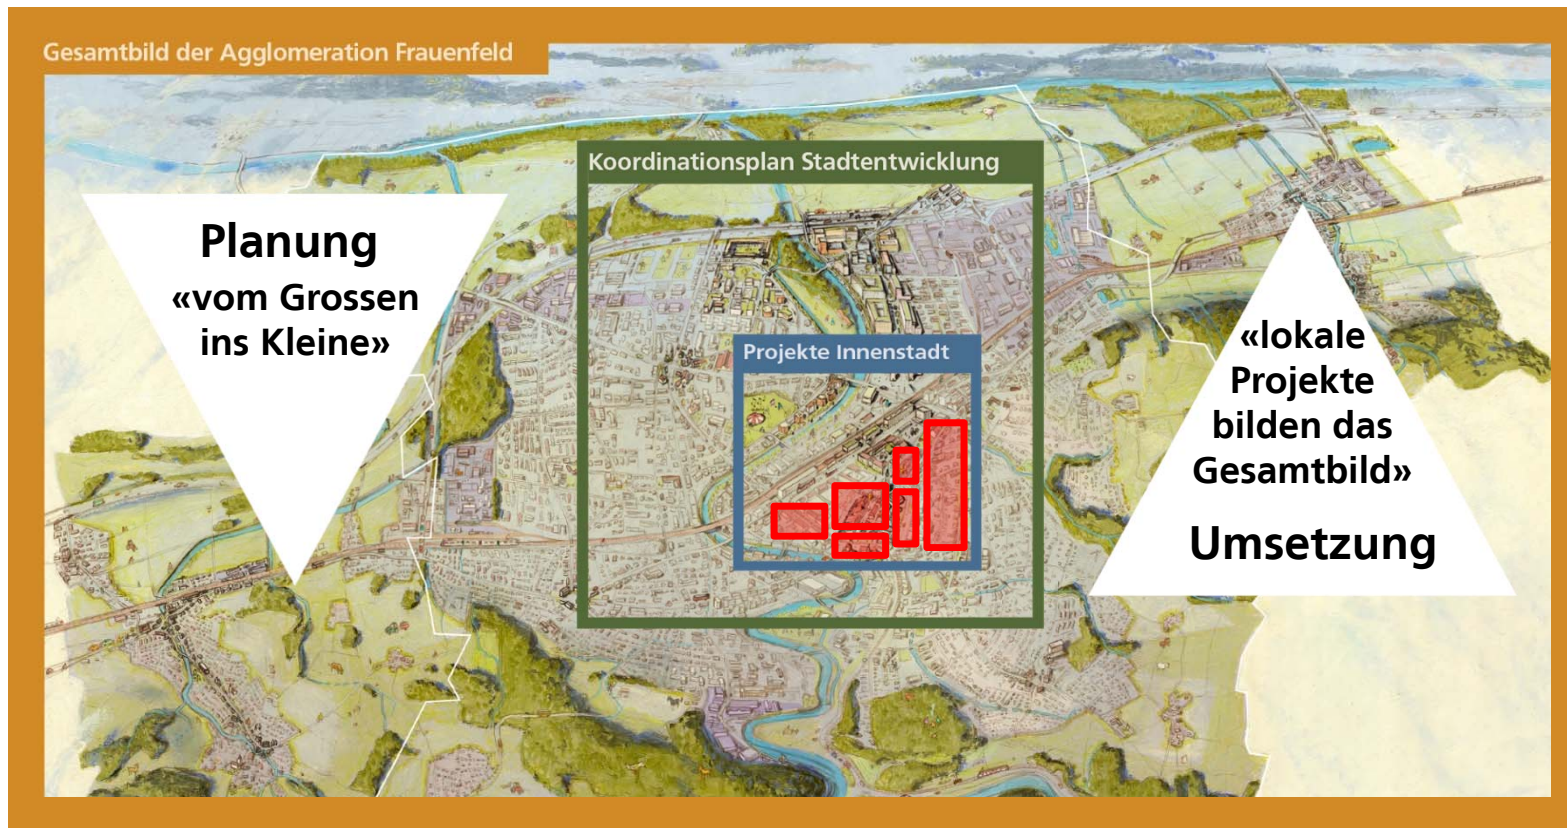 Gesamtbild der Agglomeration Frauenfeld
Koordinationsplan Stadtentwicklung
Planung
«vom Grossen
ins Kleine»
Projekte Innenstadt
«lokale
Projekte
bilden das
Gesamtbild»
Umsetzung